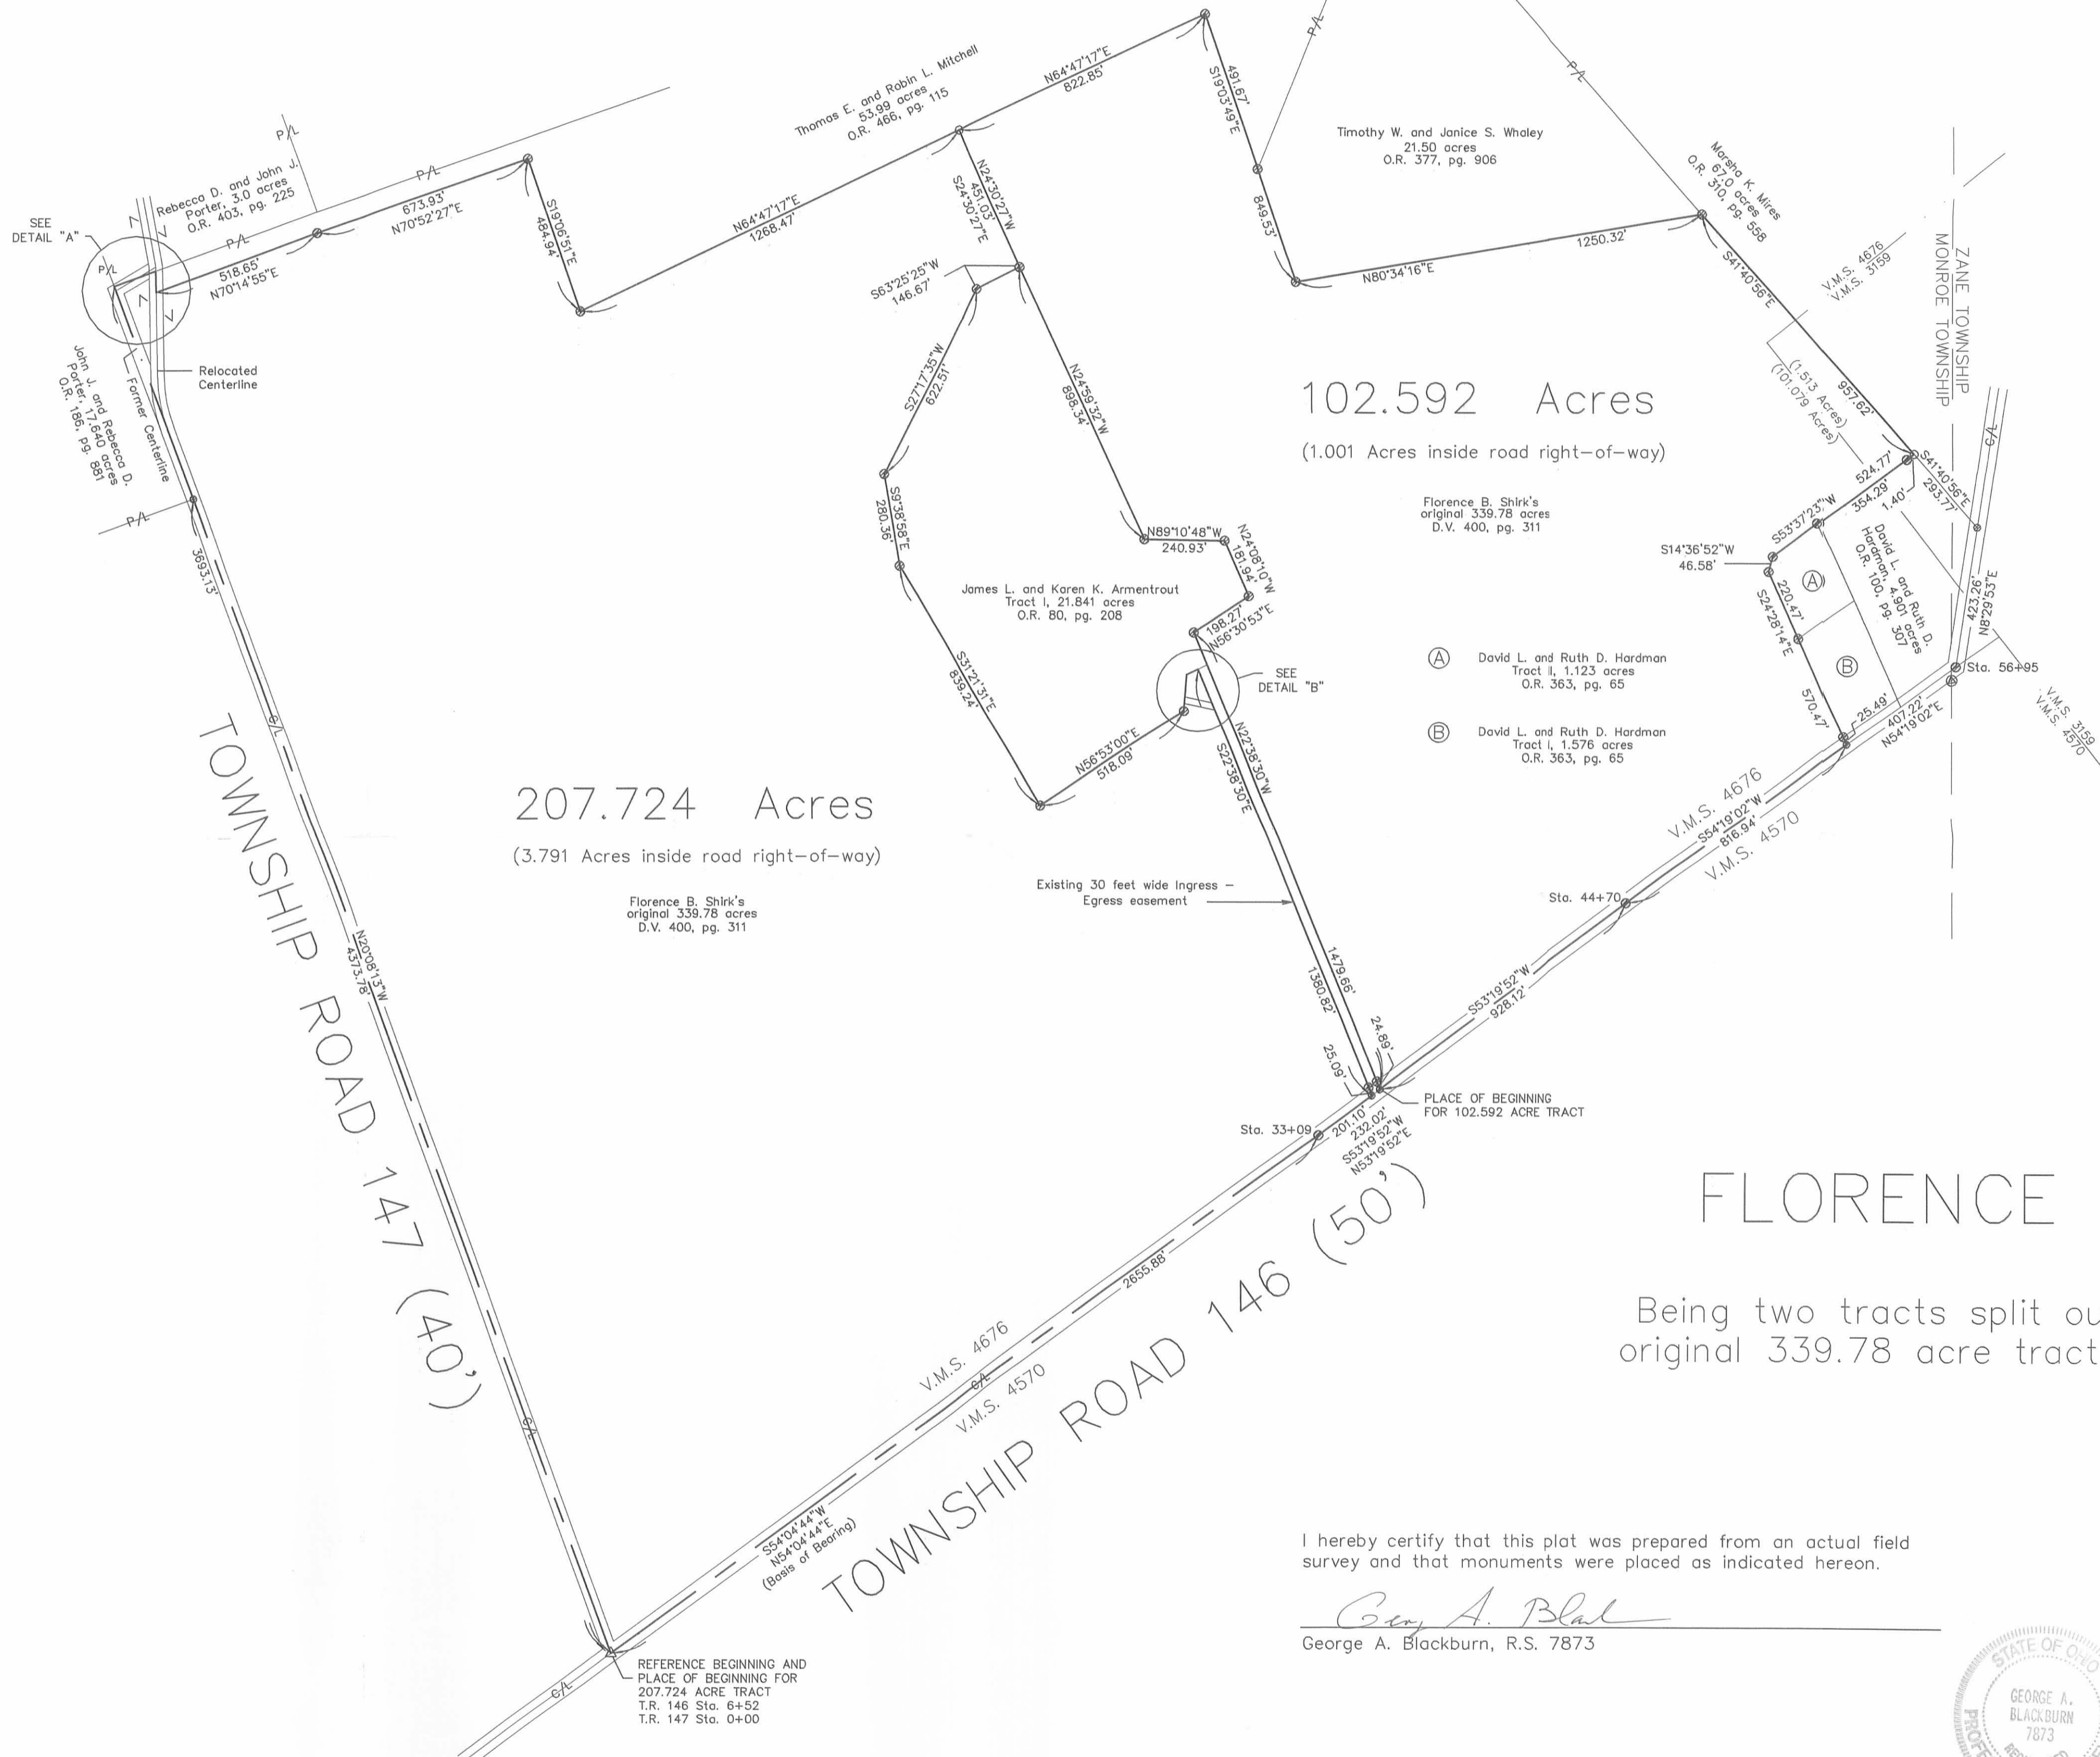 Thomas E. and Robin L. Mitchell
53.99 acres
O.R. 466, pg. 115
N64°47'17"E
822.85'
491.67'
S19°03'49"E
P/L
P/L
Timothy W. and Janice S. Whaley
21.50 acres
O.R. 377, pg. 906
Marsha K. Mires
67.0 acres
O.R. 310, pg. 558
P/L
P/L
Rebecca D. and John J.
Porter, 3.0 acres
O.R. 403, pg. 225
SEE
DETAIL "A"
P/L
P/L
518.65'
N70°14'55"E
673.93'
N70°52'27"E
S19°06'51"E
484.94'
N64°47'17"E
1268.47'
N24°30'27"W
451.03'
S24°30'27"E
849.53'
N80°34'16"E
1250.32'
S41°40'56"E
957.62'
V.M.S. 4676
V.M.S. 3159
ZANE TOWNSHIP
MONROE TOWNSHIP
S63°25'25"W
146.67'
Relocated
Centerline
Former Centerline
John J. and Rebecca D.
Porter, 17.640 acres
O.R. 186, pg. 881
P/L
3693.13'
S27°17'35"W
622.51'
N24°59'32"W
898.34'
102.592 Acres
(1.001 Acres inside road right-of-way)
(1.513 Acres)
(101.079 Acres)
C/L
S41°40'56"E
293.77'
Florence B. Shirk's
original 339.78 acres
D.V. 400, pg. 311
524.77'
354.29'
1.40'
S53°37'23"W
S9°38'58"E
280.36'
N89°10'48"W
240.93'
N24°08'10"W
181.94'
S14°36'52"W
46.58'
A
220.47'
S24°28'14"E
David L. and Ruth D.
Hardman, 4.901 acres
O.R. 100, pg. 307
423.26'
N8°29'53"E
James L. and Karen K. Armentrout
Tract I, 21.841 acres
O.R. 80, pg. 208
198.27'
N56°30'53"E
A
David L. and Ruth D. Hardman
Tract II, 1.123 acres
O.R. 363, pg. 65
SEE
DETAIL "B"
B
Sta. 56+95
570.47'
25.49'
407.22'
N54°19'02"E
V.M.S. 3159
V.M.S. 4570
B
David L. and Ruth D. Hardman
Tract I, 1.576 acres
O.R. 363, pg. 65
S31°21'31"E
839.24'
N56°53'00"E
518.09'
N22°38'30"W
S22°38'30"E
C/L
TOWNSHIP ROAD 147 (40')
207.724 Acres
(3.791 Acres inside road right-of-way)
Florence B. Shirk's
original 339.78 acres
D.V. 400, pg. 311
Existing 30 feet wide Ingress -
Egress easement
V.M.S. 4676
S54°19'02"W
816.94'
V.M.S. 4570
Sta. 44+70
N20°08'13"W
4373.78'
1479.66'
1380.82'
S53°19'52"W
928.12'
24.89'
25.09'
PLACE OF BEGINNING
FOR 102.592 ACRE TRACT
Sta. 33+09
201.10'
232.02'
S53°19'52"W
N53°19'52"E
2655.88'
FLORENCE
Being two tracts split ou
original 339.78 acre tract
V.M.S. 4676
C/L
V.M.S. 4570
TOWNSHIP ROAD 146 (50')
C/L
S54°04'44"W
N54°04'44"E
(Basis of Bearing)
I hereby certify that this plat was prepared from an actual field
survey and that monuments were placed as indicated hereon.
George A. Blackburn, R.S. 7873
REFERENCE BEGINNING AND
PLACE OF BEGINNING FOR
207.724 ACRE TRACT
T.R. 146 Sta. 6+52
T.R. 147 Sta. 0+00
C/L
STATE OF OHIO
GEORGE A.
BLACKBURN
7873